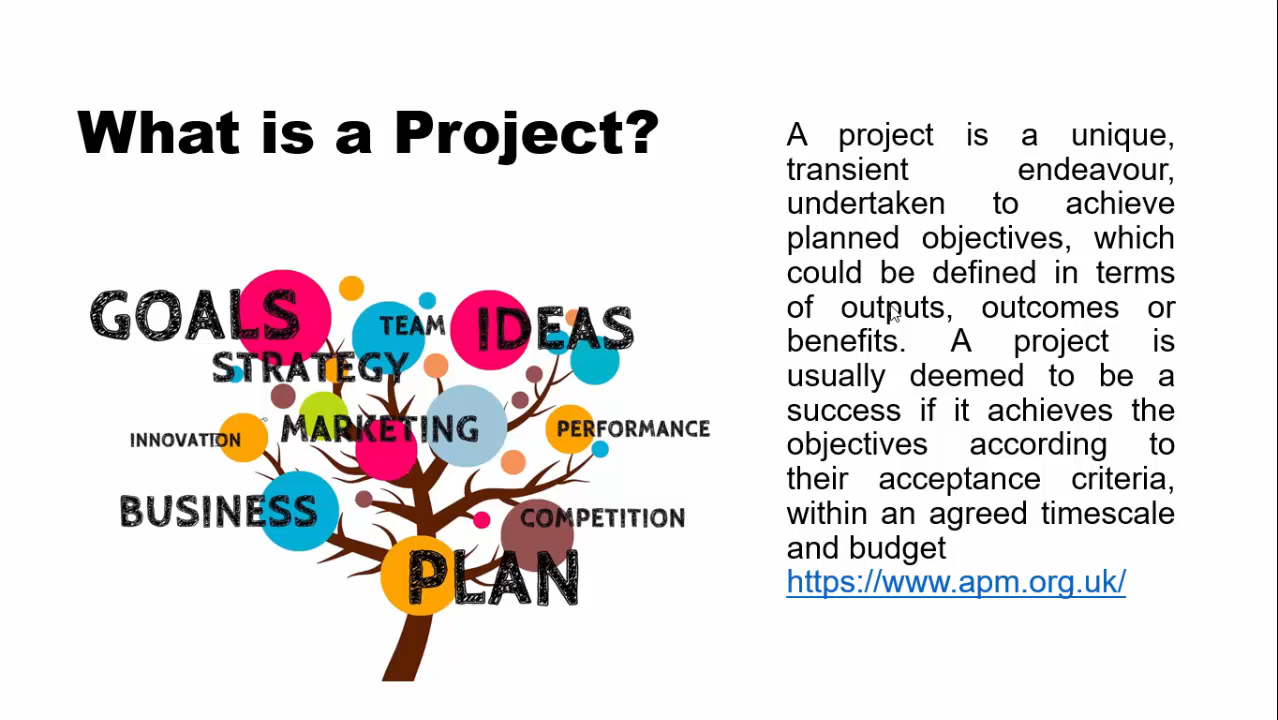 What is a Project?
GOALS
TEAM
IDEAS
STRATEGY
INNOVATION
MARKETING
PERFORMANCE
BUSINESS
COMPETITION
PLAN
A project is a unique,
transient endeavour,
undertaken to achieve
planned objectives, which
could be defined in terms
of outputs, outcomes or
benefits. A project is
usually deemed to be a
success if it achieves the
objectives according to
their acceptance criteria,
within an agreed timescale
and budget
https://www.apm.org.uk/